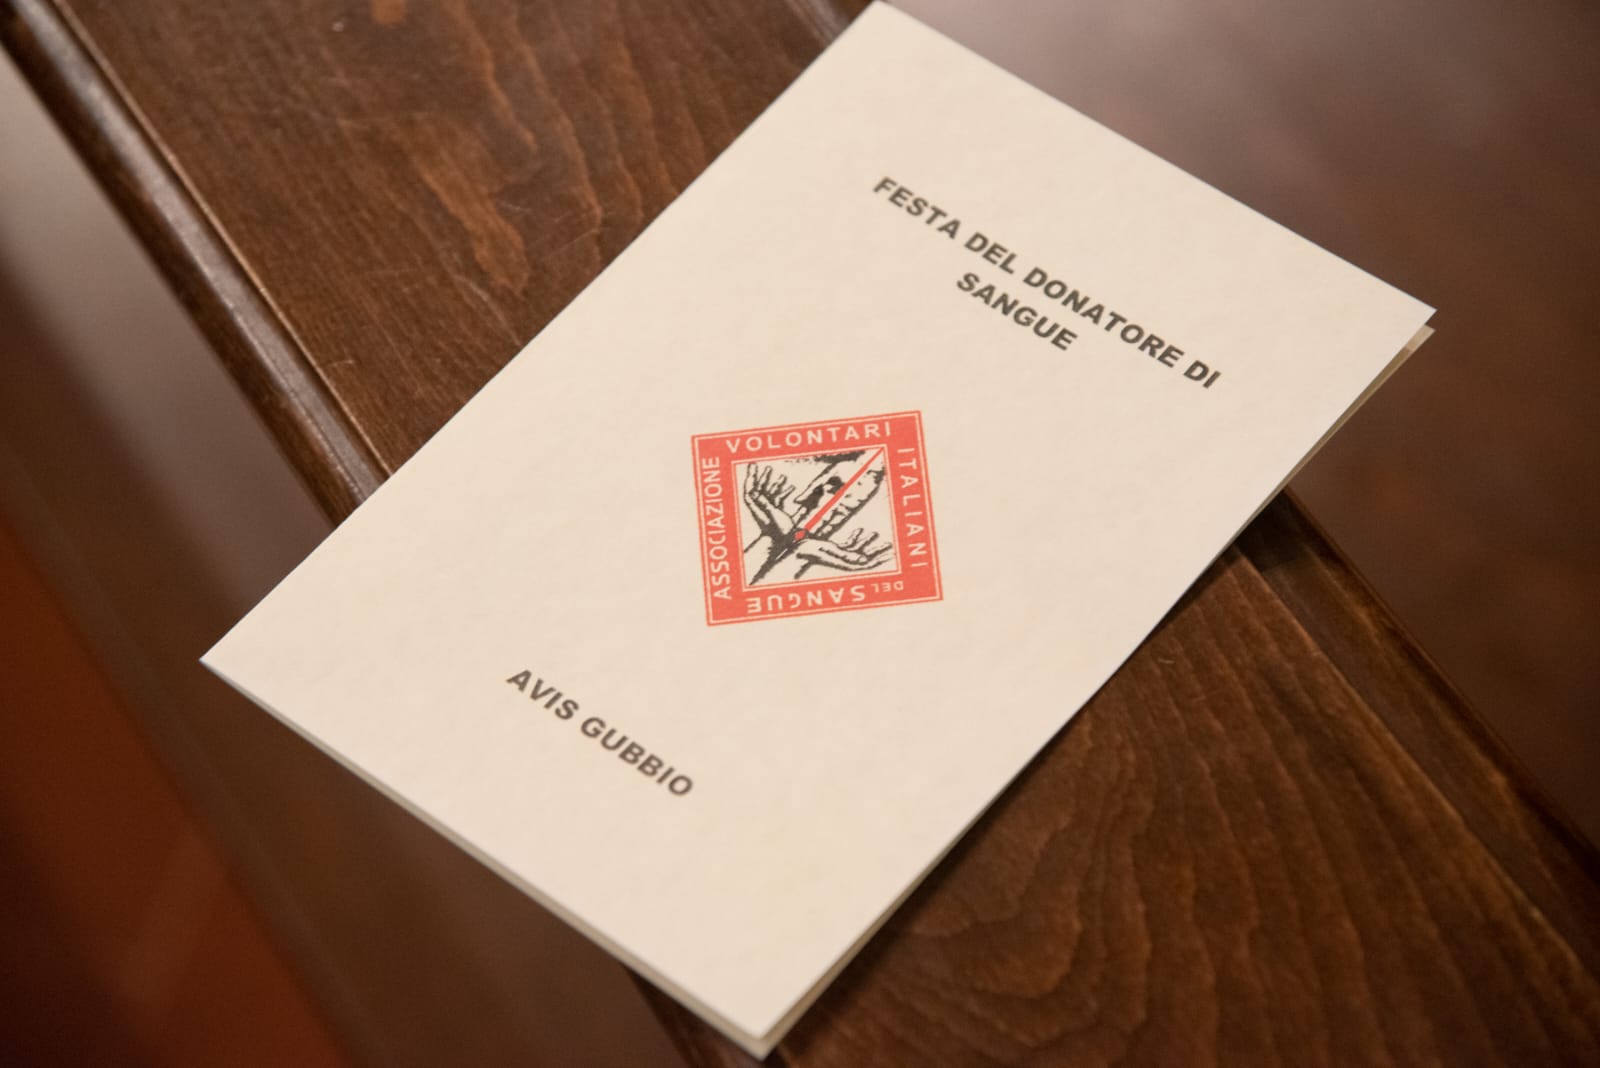 FESTA DEL DONATORE DI
SANGUE
ASSOCIAZIONE
VOLONTARI
ITALIANI
DEL SANGUE
AVIS GUBBIO